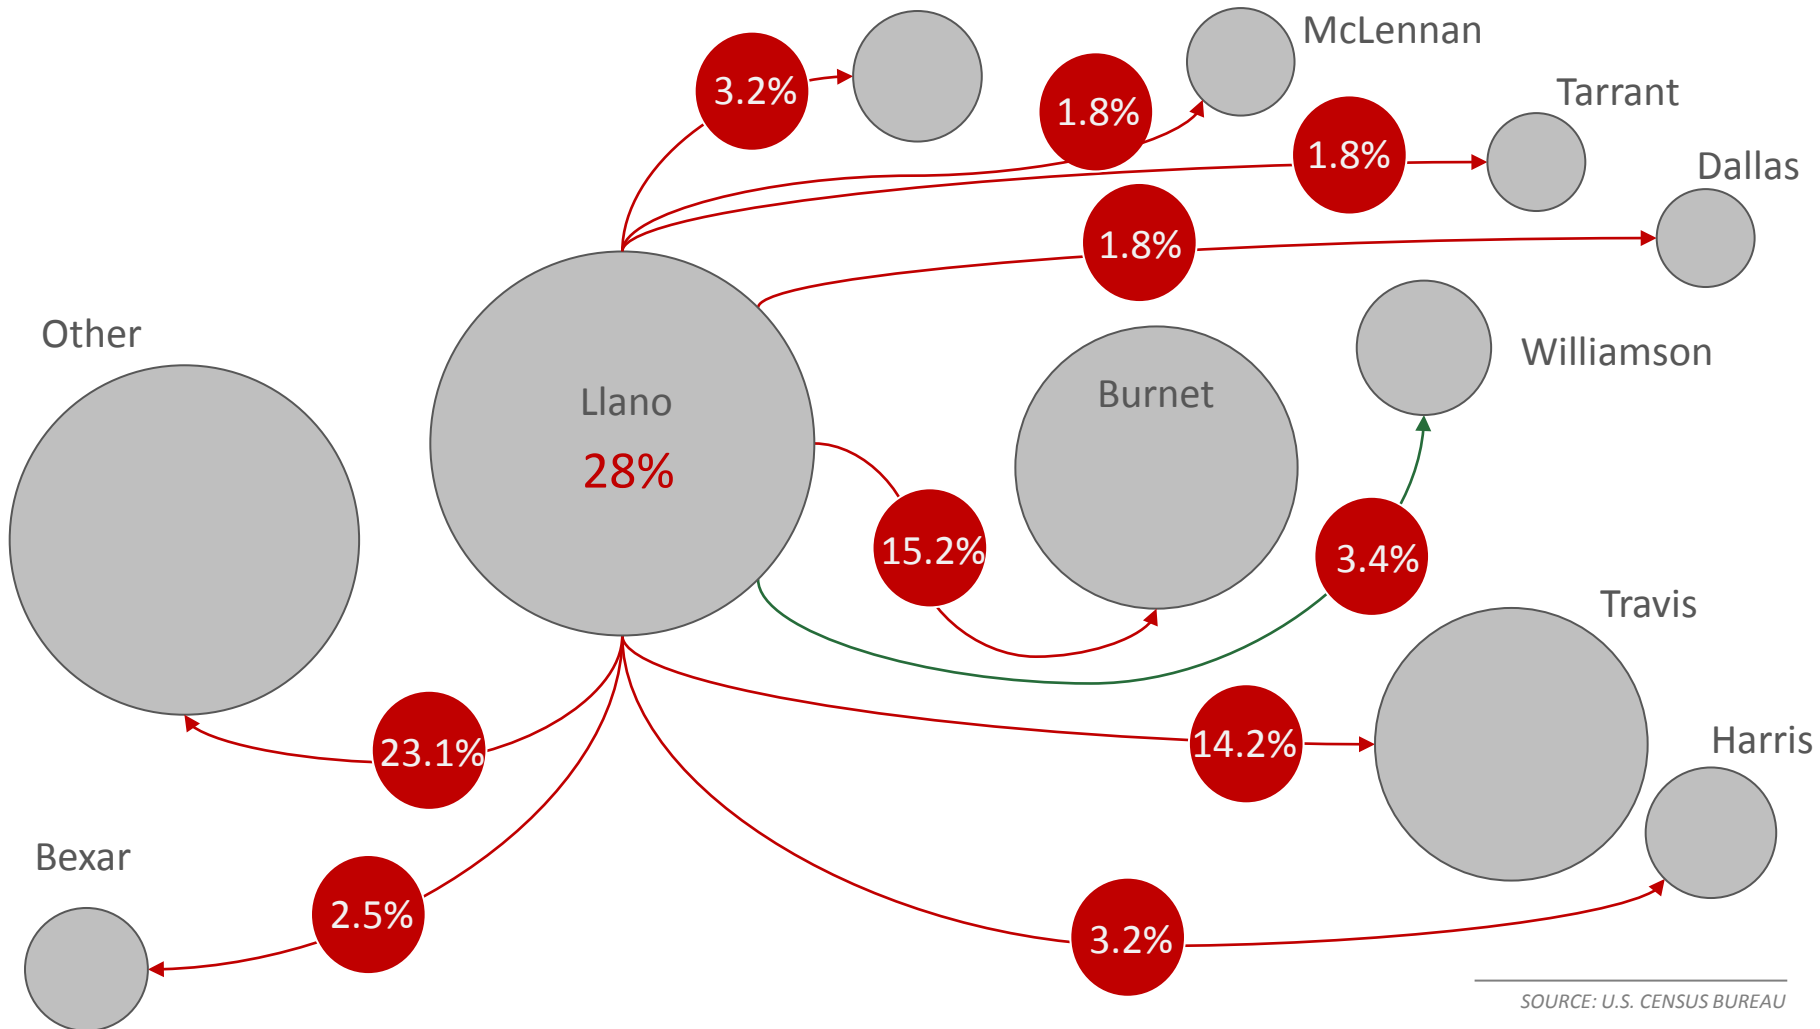 McLennan
3.2%
1.8%
Tarrant
1.8%
Dallas
1.8%
Other
Williamson
Llano
28%
Burnet
15.2%
3.4%
Travis
23.1%
14.2%
Harris
Bexar
2.5%
3.2%
SOURCE: U.S. CENSUS BUREAU